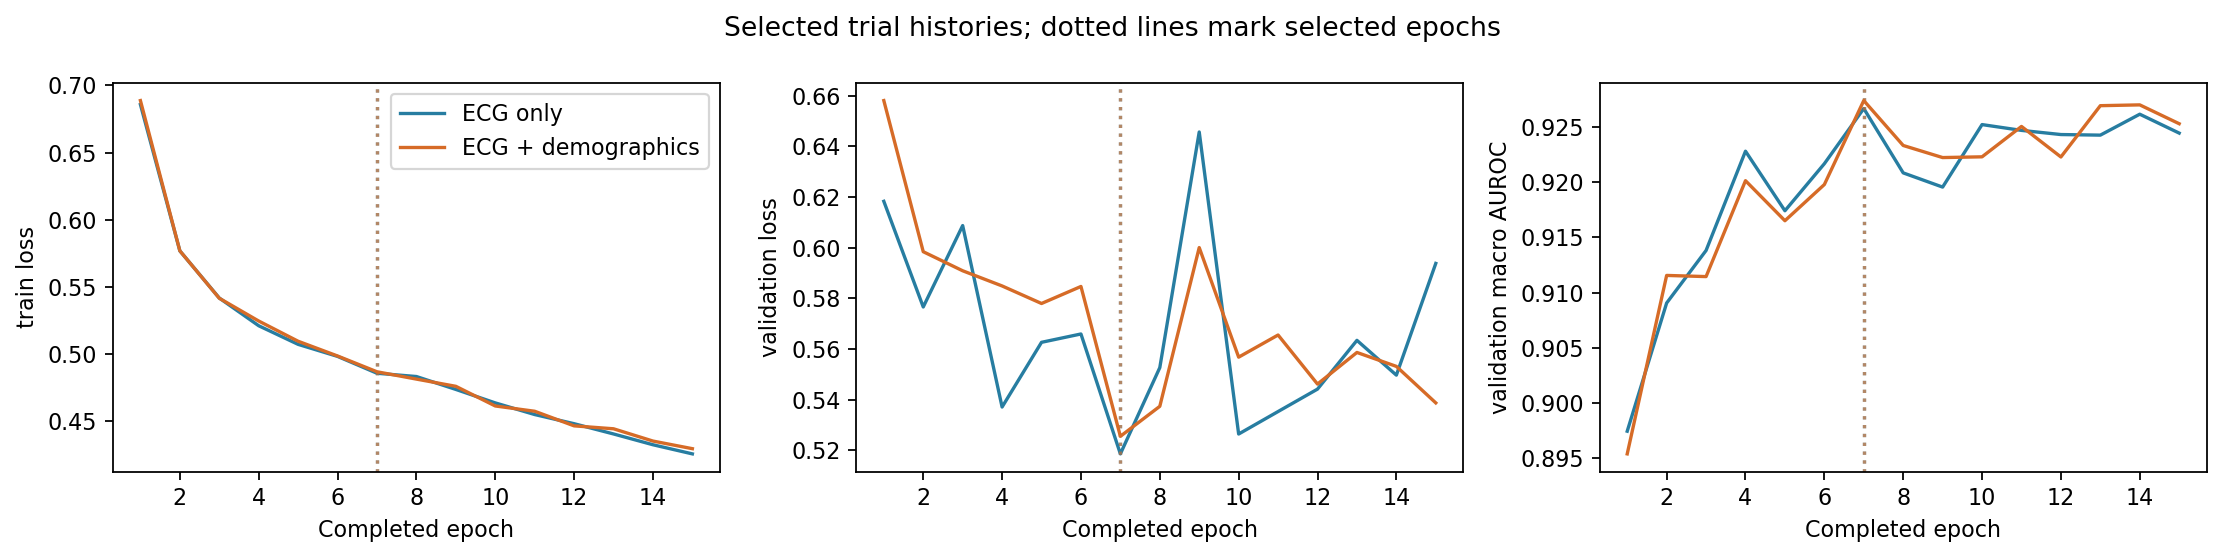 Selected trial histories; dotted lines mark selected epochs
0.70
0.65
0.60
0.55
0.50
0.45
train loss
ECG only
ECG + demographics
2 4 6 8 10 12 14
Completed epoch
0.66
0.64
0.62
0.60
0.58
0.56
0.54
0.52
validation loss
2 4 6 8 10 12 14
Completed epoch
0.925
0.920
0.915
0.910
0.905
0.900
0.895
validation macro AUROC
2 4 6 8 10 12 14
Completed epoch